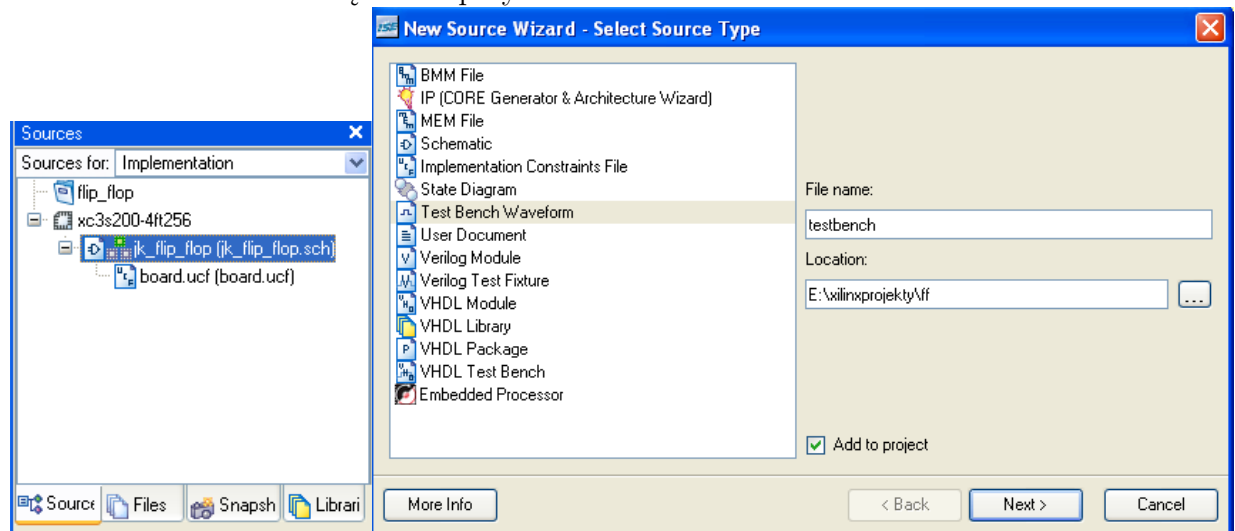 New Source Wizard - Select Source Type
BMM File
IP (CORE Generator & Architecture Wizard)
MEM File
Schematic
Implementation Constraints File
State Diagram
Test Bench Waveform
User Document
Verilog Module
Verilog Test Fixture
VHDL Module
VHDL Library
VHDL Package
VHDL Test Bench
Embedded Processor
File name:
testbench
Location:
E:\xilinxprojekty\ff
...
Add to project
More Info
< Back
Next >
Cancel
Sources
Sources for: Implementation
flip_flop
xc3s200-4ft256
jk_flip_flop (jk_flip_flop.sch)
board.ucf (board.ucf)
Source
Files
Snapsh
Librari